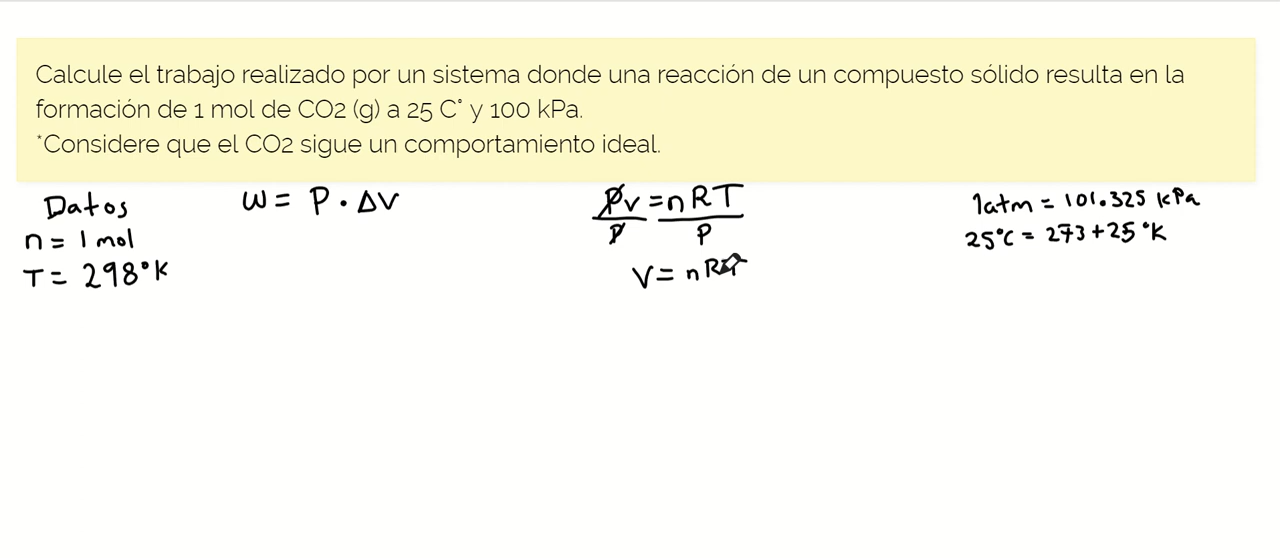 Calcule el trabajo realizado por un sistema donde una reacción de un compuesto sólido resulta en la
formación de 1 mol de CO2 (g) a 25 C° y 100 kPa.
*Considere que el CO2 sigue un comportamiento ideal.
Datos
n = 1 mol
T = 298°K
w = P · ΔV
PV = nRT
P P
V = nRT
1atm = 101.325 kPa
25°C = 273+25 °K